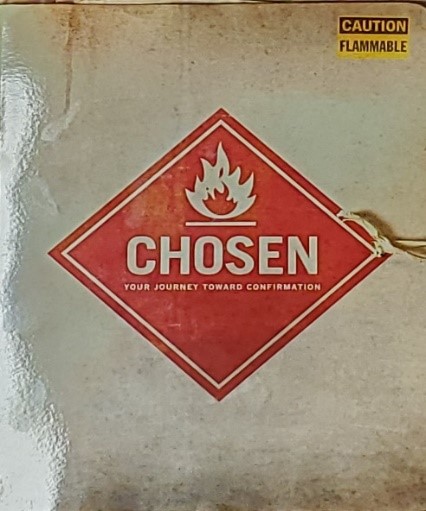 CAUTION
FLAMMABLE
CHOSEN
YOUR JOURNEY TOWARD CONFIRMATION